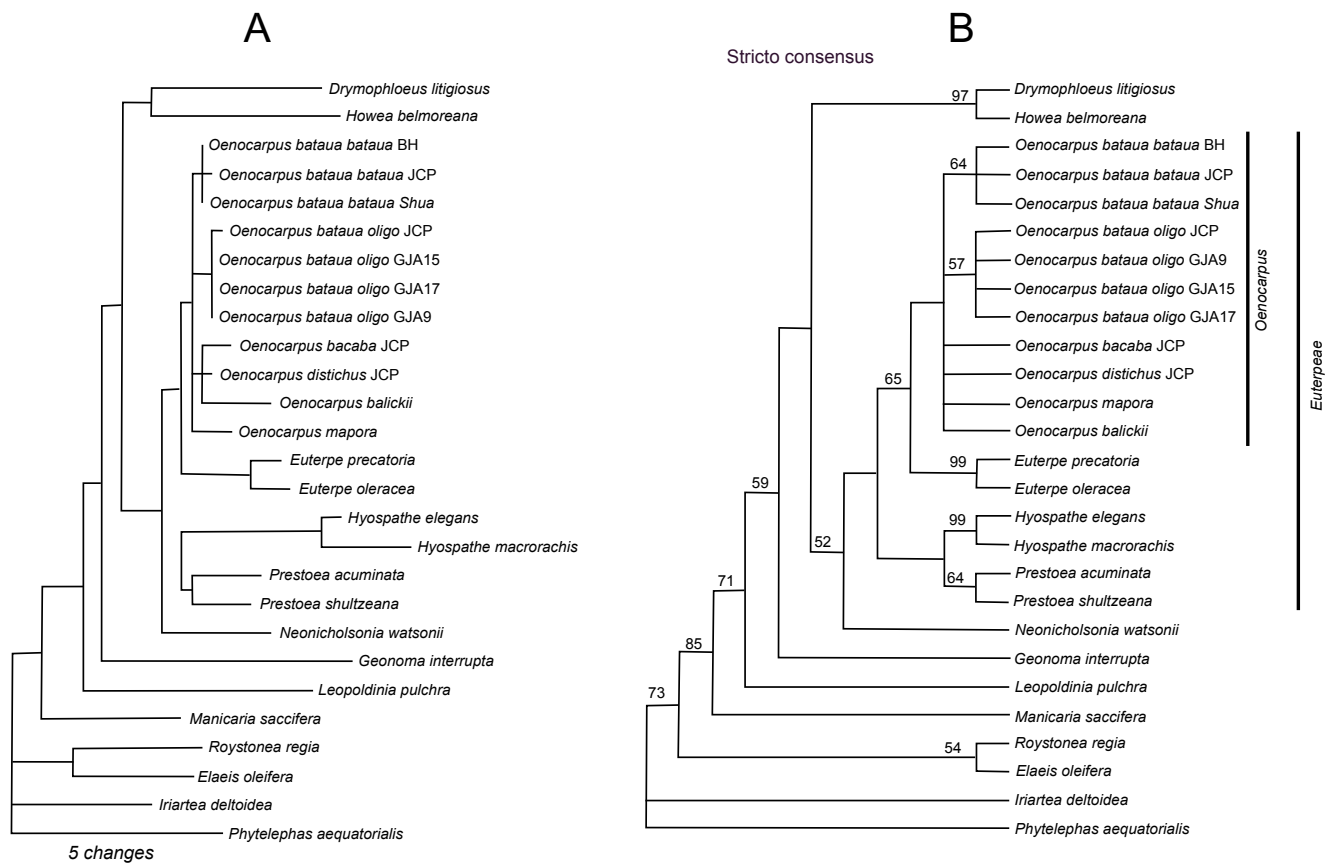 A
Drymophloeus litigiosus
Howea belmoreana
Oenocarpus bataua bataua BH
Oenocarpus bataua bataua JCP
Oenocarpus bataua bataua Shua
Oenocarpus bataua oligo JCP
Oenocarpus bataua oligo GJA15
Oenocarpus bataua oligo GJA17
Oenocarpus bataua oligo GJA9
Oenocarpus bacaba JCP
Oenocarpus distichus JCP
Oenocarpus balickii
Oenocarpus mapora
Euterpe precatoria
Euterpe oleracea
Hyospathe elegans
Hyospathe macrorachis
Prestoea acuminata
Prestoea shultzeana
Neonicholsonia watsonii
Geonoma interrupta
Leopoldinia pulchra
Manicaria saccifera
Roystonea regia
Elaeis oleifera
Iriartea deltoidea
Phytelephas aequatorialis
5 changes
B
Stricto consensus
97
Drymophloeus litigiosus
Howea belmoreana
Oenocarpus bataua bataua BH
64
Oenocarpus bataua bataua JCP
Oenocarpus bataua bataua Shua
Oenocarpus bataua oligo JCP
57
Oenocarpus bataua oligo GJA9
Oenocarpus bataua oligo GJA15
Oenocarpus bataua oligo GJA17
Oenocarpus bacaba JCP
Oenocarpus distichus JCP
65
Oenocarpus mapora
Oenocarpus balickii
99
Euterpe precatoria
Euterpe oleracea
59
99
Hyospathe elegans
Hyospathe macrorachis
52
64
Prestoea acuminata
Prestoea shultzeana
71
Neonicholsonia watsonii
85
Geonoma interrupta
Leopoldinia pulchra
73
Manicaria saccifera
54
Roystonea regia
Elaeis oleifera
Iriartea deltoidea
Phytelephas aequatorialis
Oenocarpus
Euterpeae